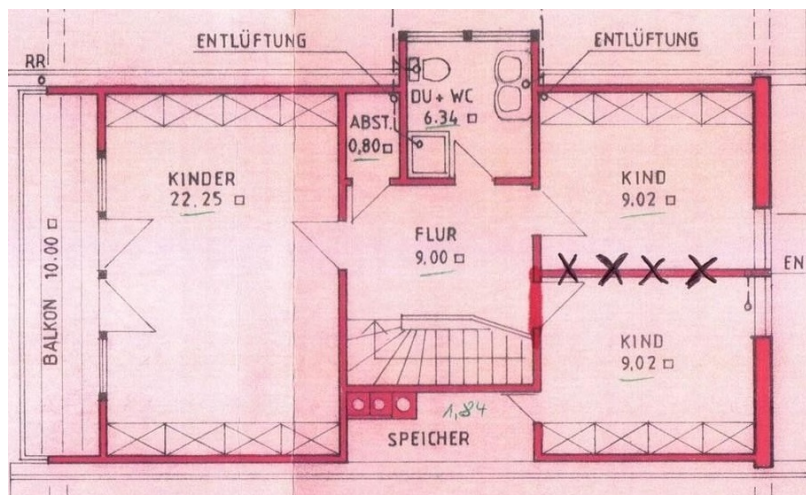 ENTLÜFTUNG
ENTLÜFTUNG
RR
DU + WC
6.34 □
ABST.
0,80 □
KINDER
22,25 □
KIND
9,02 □
FLUR
9,00 □
BALKON 10.00 □
EN
KIND
9,02 □
1,84
SPEICHER